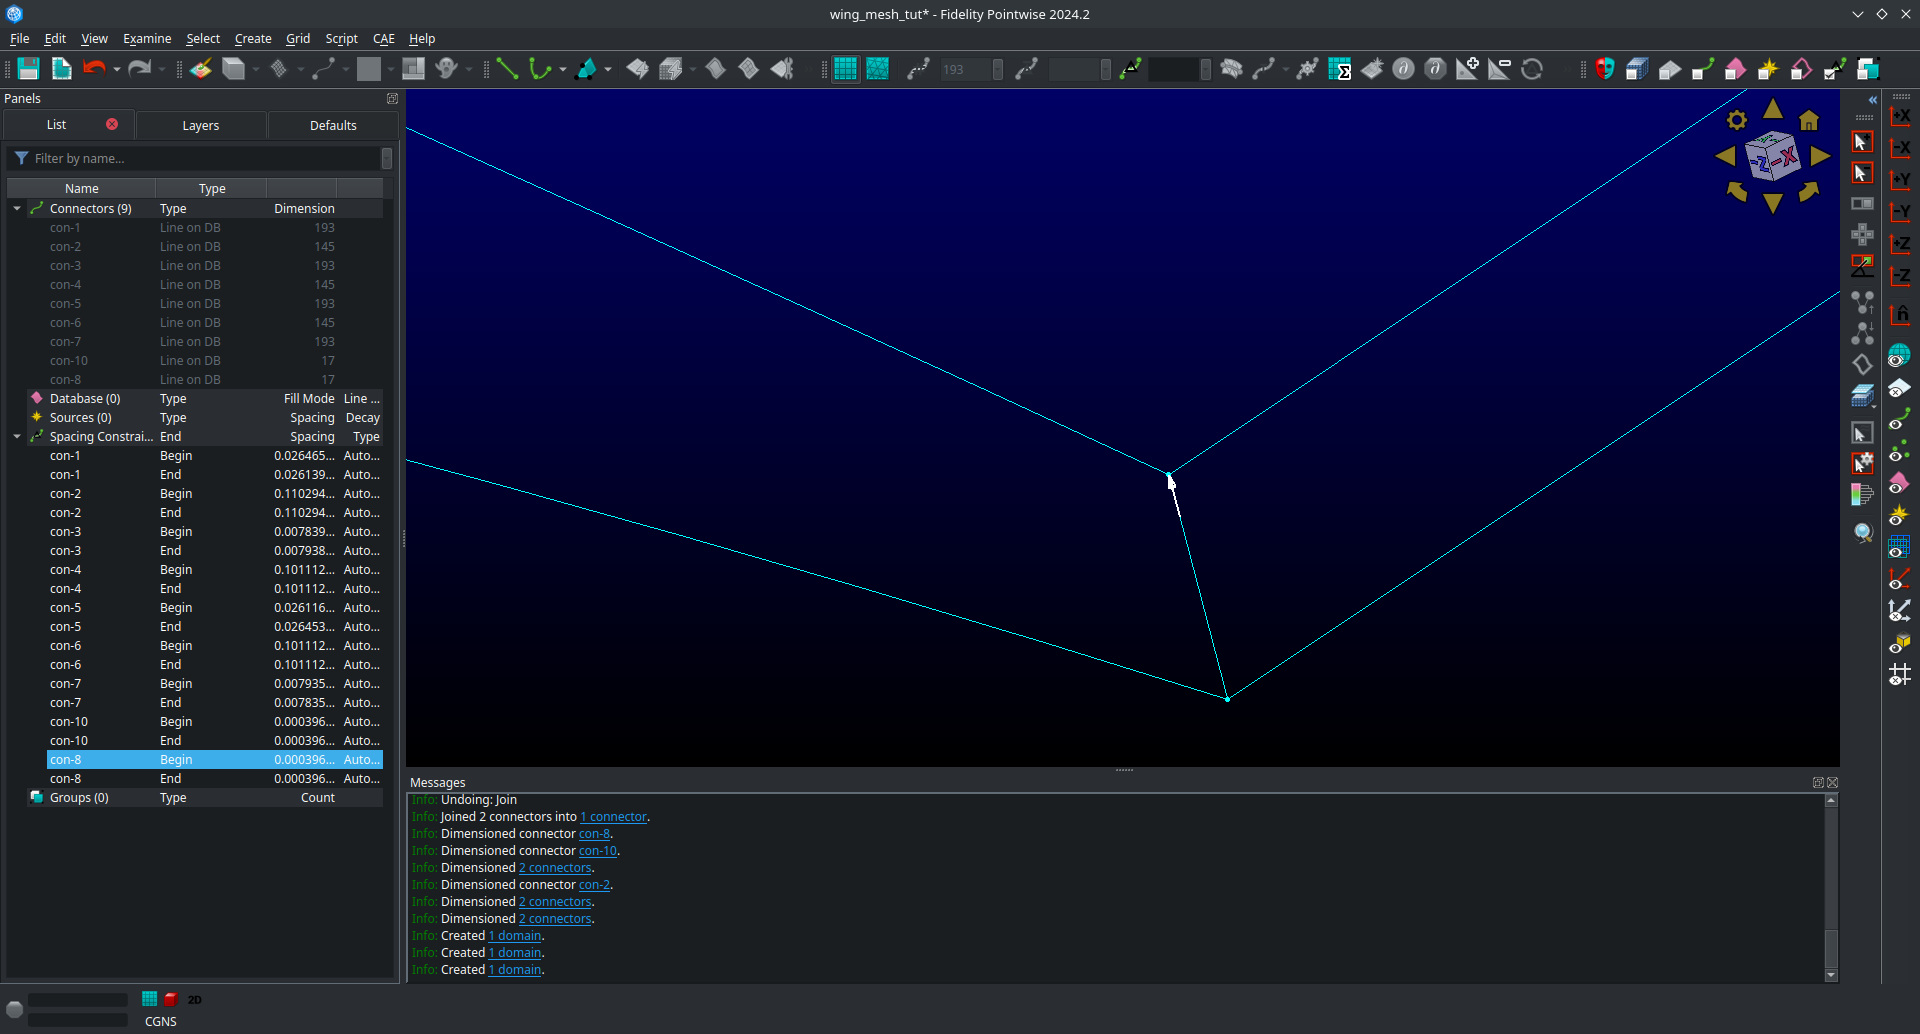 wing_mesh_tut* - Fidelity Pointwise 2024.2
File Edit View Examine Select Create Grid Script CAE Help
193
Panels
List Layers Defaults
Filter by name...
Name Type
Connectors (9) Type Dimension
con-1 Line on DB 193
con-2 Line on DB 145
con-3 Line on DB 193
con-4 Line on DB 145
con-5 Line on DB 193
con-6 Line on DB 145
con-7 Line on DB 193
con-10 Line on DB 17
con-8 Line on DB 17
Database (0) Type Fill Mode Line ...
Sources (0) Type Spacing Decay
Spacing Constrai... End Spacing Type
con-1 Begin 0.026465... Auto...
con-1 End 0.026139... Auto...
con-2 Begin 0.110294... Auto...
con-2 End 0.110294... Auto...
con-3 Begin 0.007839... Auto...
con-3 End 0.007938... Auto...
con-4 Begin 0.101112... Auto...
con-4 End 0.101112... Auto...
con-5 Begin 0.026116... Auto...
con-5 End 0.026453... Auto...
con-6 Begin 0.101112... Auto...
con-6 End 0.101112... Auto...
con-7 Begin 0.007935... Auto...
con-7 End 0.007835... Auto...
con-10 Begin 0.000396... Auto...
con-10 End 0.000396... Auto...
con-8 Begin 0.000396... Auto...
con-8 End 0.000396... Auto...
Groups (0) Type Count
-Z -X
+X
-X
+Y
-Y
+Z
-Z
n̂
Messages
Info: Undoing: Join
Info: Joined 2 connectors into 1 connector.
Info: Dimensioned connector con-8.
Info: Dimensioned connector con-10.
Info: Dimensioned 2 connectors.
Info: Dimensioned connector con-2.
Info: Dimensioned 2 connectors.
Info: Dimensioned 2 connectors.
Info: Created 1 domain.
Info: Created 1 domain.
Info: Created 1 domain.
2D
CGNS